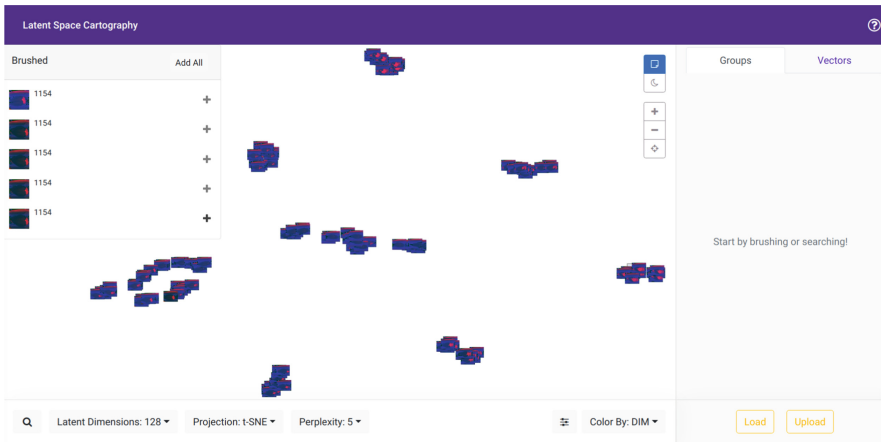 Latent Space Cartography
Brushed
Add All
1154
1154
1154
1154
1154
Groups
Vectors
Start by brushing or searching!
Latent Dimensions: 128
Projection: t-SNE
Perplexity: 5
Color By: DIM
Load
Upload